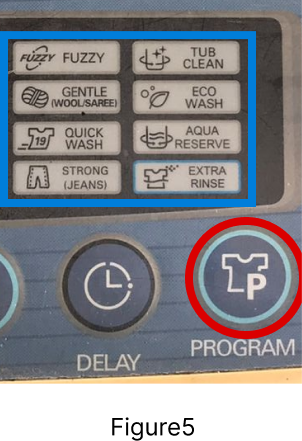 FUZZY FUZZY
TUB
CLEAN
GENTLE
(WOOL/SAREE)
ECO
WASH
19 QUICK
WASH
AQUA
RESERVE
STRONG
(JEANS)
EXTRA
RINSE
P
DELAY
PROGRAM
Figure5